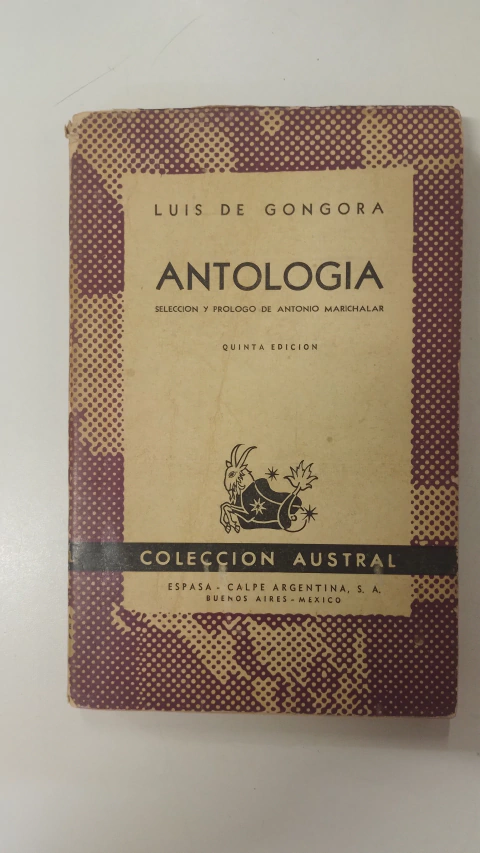 LUIS DE GONGORA
ANTOLOGIA
SELECCION Y PROLOGO DE ANTONIO MARICHALAR
QUINTA EDICION
COLECCION AUSTRAL
ESPASA - CALPE ARGENTINA, S. A.
BUENOS AIRES - MEXICO